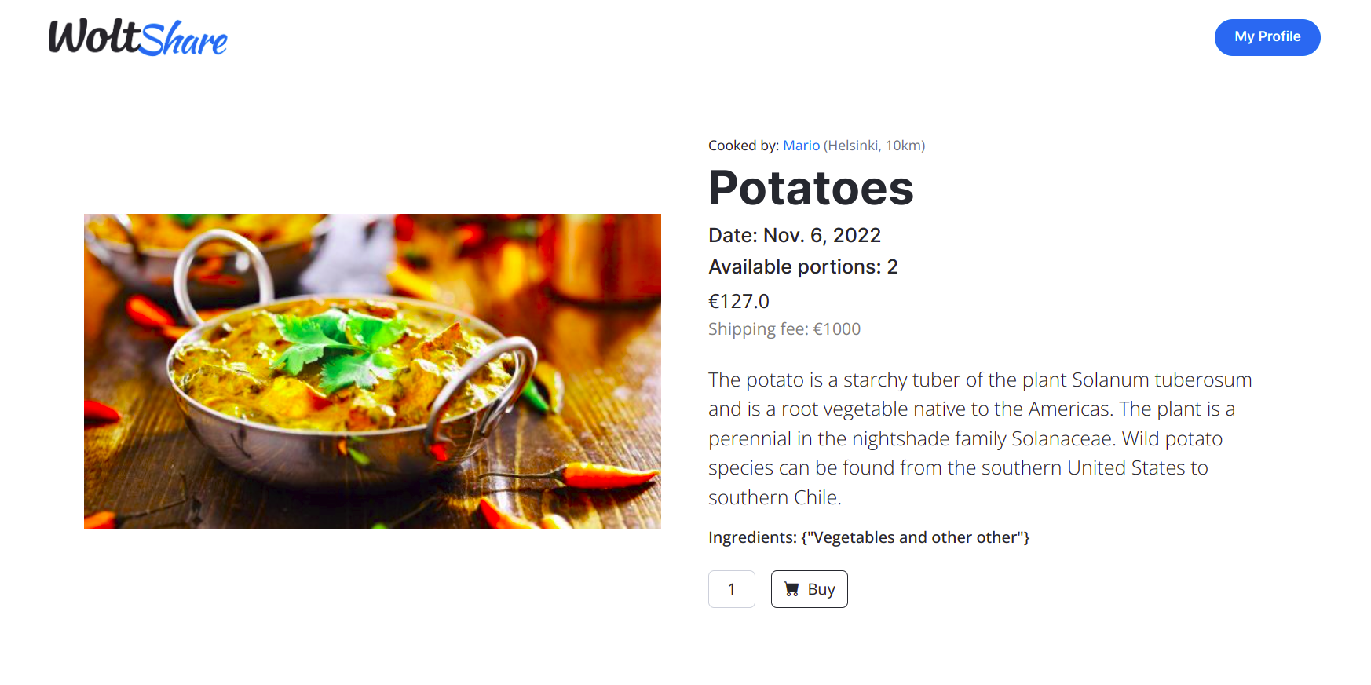 WoltShare
My Profile
Cooked by: Mario (Helsinki, 10km)
Potatoes
Date: Nov. 6, 2022
Available portions: 2
€127.0
Shipping fee: €1000
The potato is a starchy tuber of the plant Solanum tuberosum
and is a root vegetable native to the Americas. The plant is a
perennial in the nightshade family Solanaceae. Wild potato
species can be found from the southern United States to
southern Chile.
Ingredients: {"Vegetables and other other"}
1
Buy